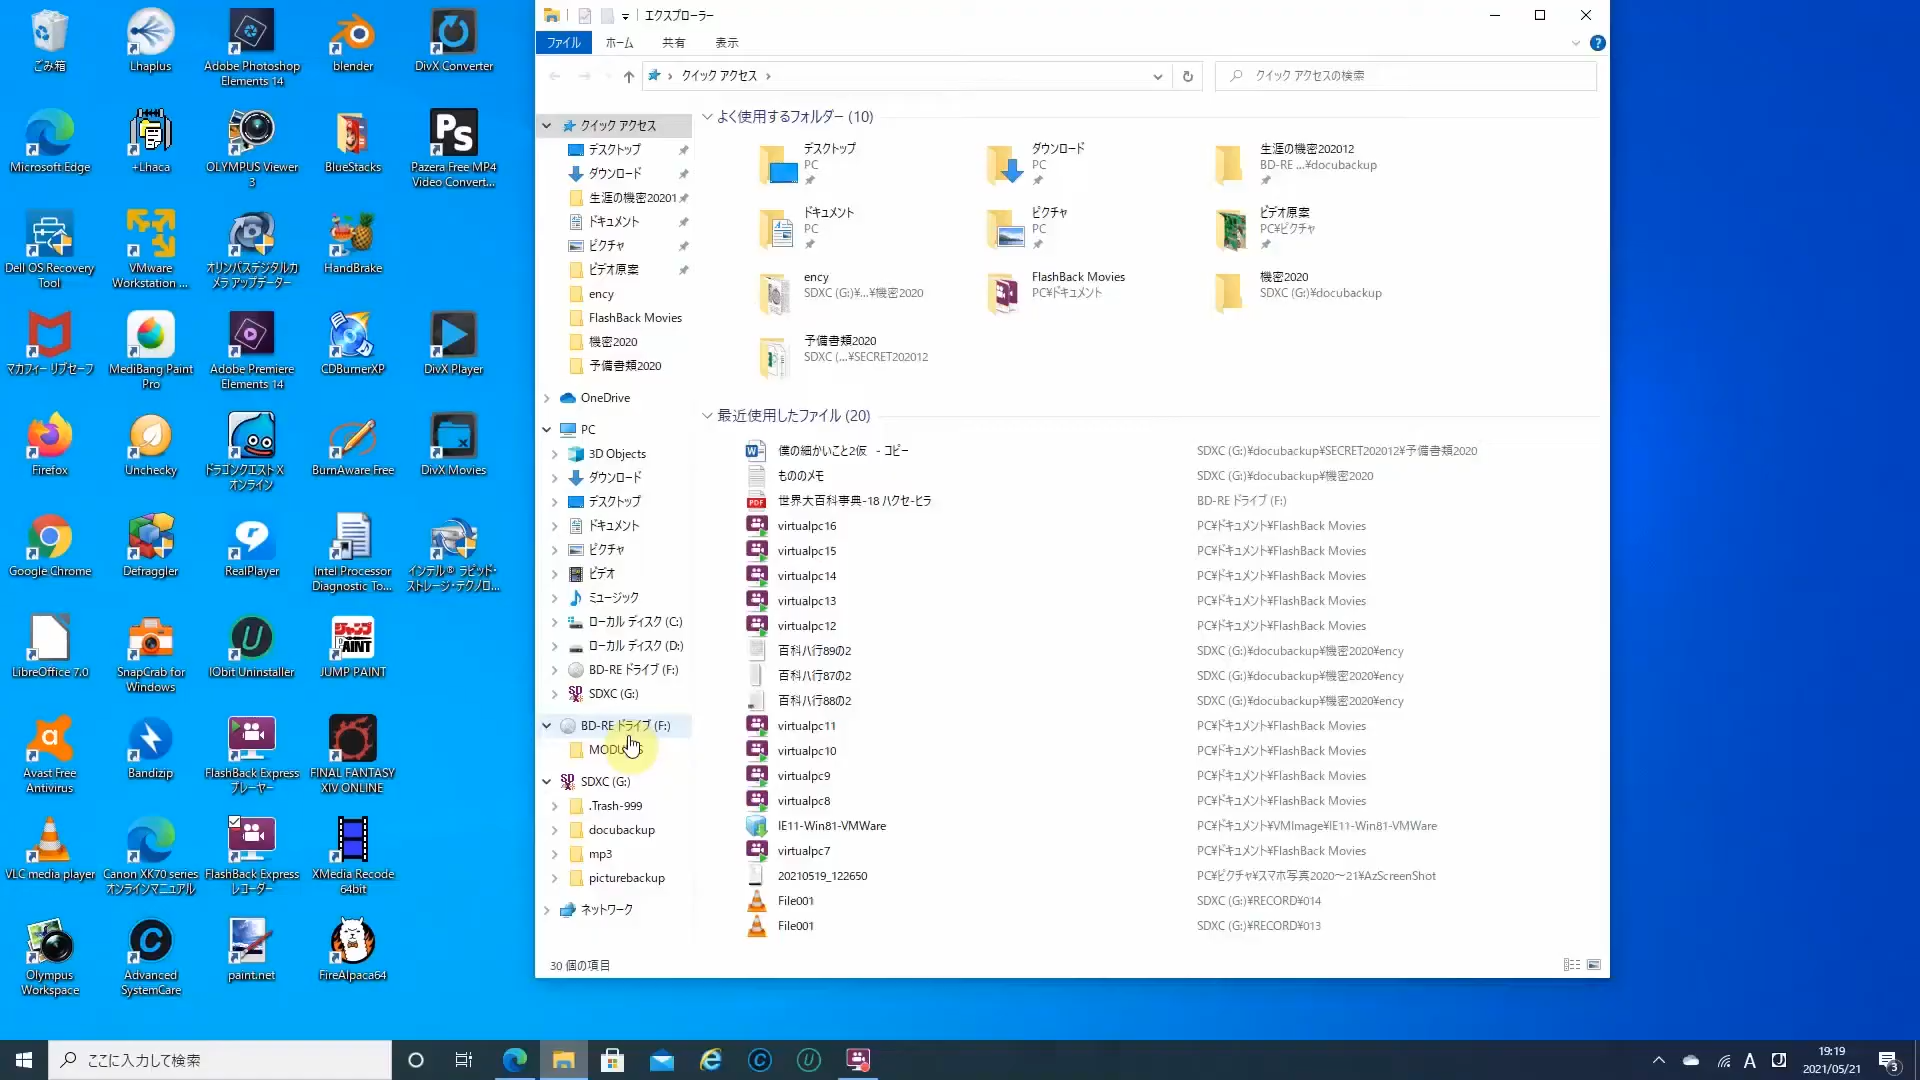 ごみ箱
Lhaplus
Adobe Photoshop
Elements 14
blender
DivX Converter
Microsoft Edge
+Lhaca
OLYMPUS Viewer
3
BlueStacks
Pazera Free MP4
Video Convert...
Dell OS Recovery
Tool
VMware
Workstation ...
オリンパスデジタルカ
メラ アップデーター
HandBrake
マカフィー リブセーフ
MediBang Paint
Pro
Adobe Premiere
Elements 14
CDBurnerXP
DivX Player
Firefox
Unchecky
ドラゴンクエストX
オンライン
BurnAware Free
DivX Movies
Google Chrome
Defraggler
RealPlayer
Intel Processor
Diagnostic To...
インテル® ラピッド・
ストレージ・テクノロ...
LibreOffice 7.0
SnapCrab for
Windows
IObit Uninstaller
JUMP PAINT
Avast Free
Antivirus
Bandizip
FlashBack Express
プレーヤー
FINAL FANTASY
XIV ONLINE
VLC media player
Canon XK70 series
オンラインマニュアル
FlashBack Express
レコーダー
XMedia Recode
64bit
Olympus
Workspace
Advanced
SystemCare
paint.net
FireAlpaca64
エクスプローラー
ファイル ホーム 共有 表示
クイック アクセス
クイック アクセスの検索
クイック アクセス
デスクトップ
ダウンロード
生涯の機密20201
ドキュメント
ピクチャ
ビデオ原案
ency
FlashBack Movies
機密2020
予備書類2020
OneDrive
PC
3D Objects
ダウンロード
デスクトップ
ドキュメント
ピクチャ
ビデオ
ミュージック
ローカル ディスク (C:)
ローカル ディスク (D:)
BD-RE ドライブ (F:)
SDXC (G:)
BD-RE ドライブ (F:)
SDXC (G:)
.Trash-999
docubackup
mp3
picturebackup
ネットワーク
よく使用するフォルダー (10)
デスクトップ
PC
ダウンロード
PC
生涯の機密202012
BD-RE ...¥docubackup
ドキュメント
PC
ピクチャ
PC
ビデオ原案
PC¥ピクチャ
ency
SDXC (G:)¥...¥機密2020
FlashBack Movies
PC¥ドキュメント
機密2020
SDXC (G:)¥docubackup
予備書類2020
SDXC (...¥SECRET202012
最近使用したファイル (20)
僕の細かいこと2仮 - コピー SDXC (G:)¥docubackup¥SECRET202012¥予備書類2020
もののメモ SDXC (G:)¥docubackup¥機密2020
世界大百科事典-18 ハクセ-ヒラ BD-RE ドライブ (F:)
virtualpc16 PC¥ドキュメント¥FlashBack Movies
virtualpc15 PC¥ドキュメント¥FlashBack Movies
virtualpc14 PC¥ドキュメント¥FlashBack Movies
virtualpc13 PC¥ドキュメント¥FlashBack Movies
virtualpc12 PC¥ドキュメント¥FlashBack Movies
百科ハ行89の2 SDXC (G:)¥docubackup¥機密2020¥ency
百科ハ行87の2 SDXC (G:)¥docubackup¥機密2020¥ency
百科ハ行88の2 SDXC (G:)¥docubackup¥機密2020¥ency
virtualpc11 PC¥ドキュメント¥FlashBack Movies
virtualpc10 PC¥ドキュメント¥FlashBack Movies
virtualpc9 PC¥ドキュメント¥FlashBack Movies
virtualpc8 PC¥ドキュメント¥FlashBack Movies
IE11-Win81-VMWare PC¥ドキュメント¥VMImage¥IE11-Win81-VMWare
virtualpc7 PC¥ドキュメント¥FlashBack Movies
20210519_122650 PC¥ピクチャ¥スマホ写真2020～21¥AzScreenShot
File001 SDXC (G:)¥RECORD¥014
File001 SDXC (G:)¥RECORD¥013
30 個の項目
ここに入力して検索
A
19:19
2021/05/21
3